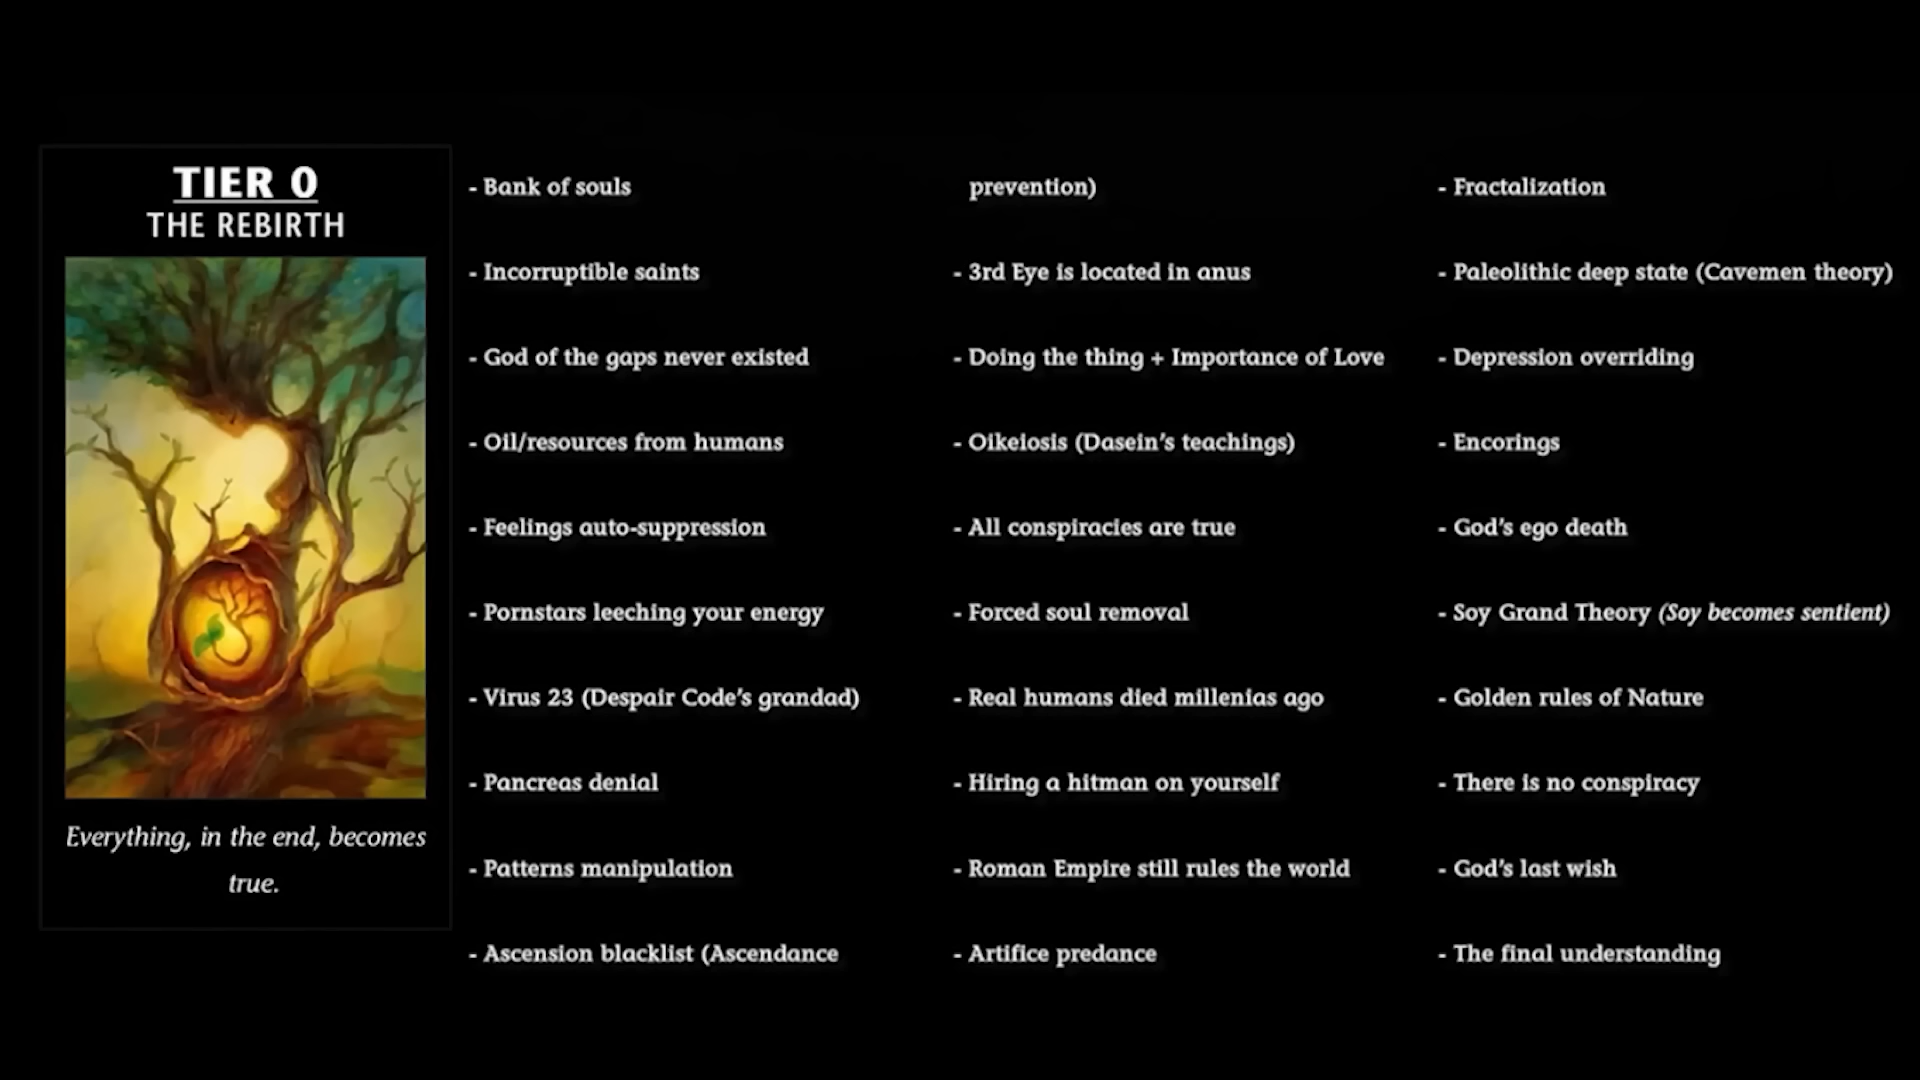 TIER 0
THE REBIRTH
Everything, in the end, becomes
true.
- Bank of souls
- Incorruptible saints
- God of the gaps never existed
- Oil/resources from humans
- Feelings auto-suppression
- Pornstars leeching your energy
- Virus 23 (Despair Code's grandad)
- Pancreas denial
- Patterns manipulation
- Ascension blacklist (Ascendance
prevention)
- 3rd Eye is located in anus
- Doing the thing + Importance of Love
- Oikeiosis (Dasein's teachings)
- All conspiracies are true
- Forced soul removal
- Real humans died millenias ago
- Hiring a hitman on yourself
- Roman Empire still rules the world
- Artifice predance
- Fractalization
- Paleolithic deep state (Cavemen theory)
- Depression overriding
- Encorings
- God's ego death
- Soy Grand Theory (Soy becomes sentient)
- Golden rules of Nature
- There is no conspiracy
- God's last wish
- The final understanding